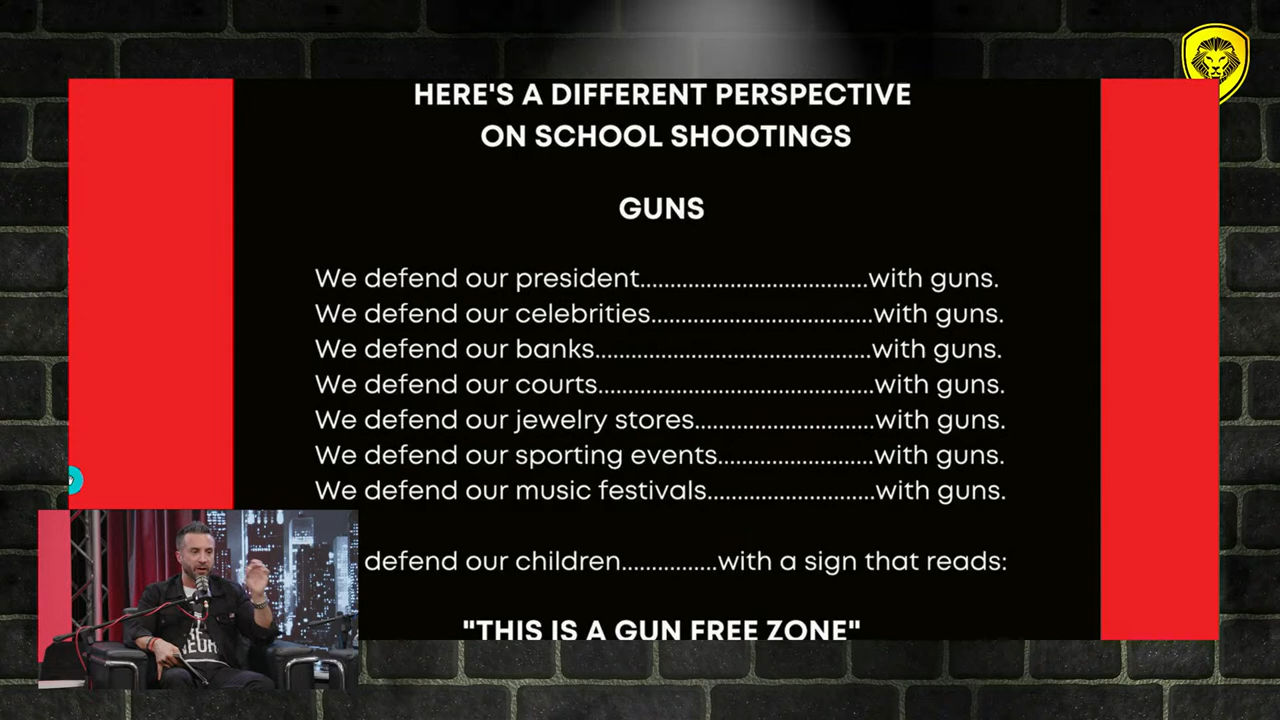 HERE'S A DIFFERENT PERSPECTIVE
ON SCHOOL SHOOTINGS
GUNS
We defend our president......................................with guns.
We defend our celebrities.....................................with guns.
We defend our banks..............................................with guns.
We defend our courts..............................................with guns.
We defend our jewelry stores..............................with guns.
We defend our sporting events..........................with guns.
We defend our music festivals............................with guns.
defend our children................with a sign that reads:
"THIS IS A GUN FREE ZONE"